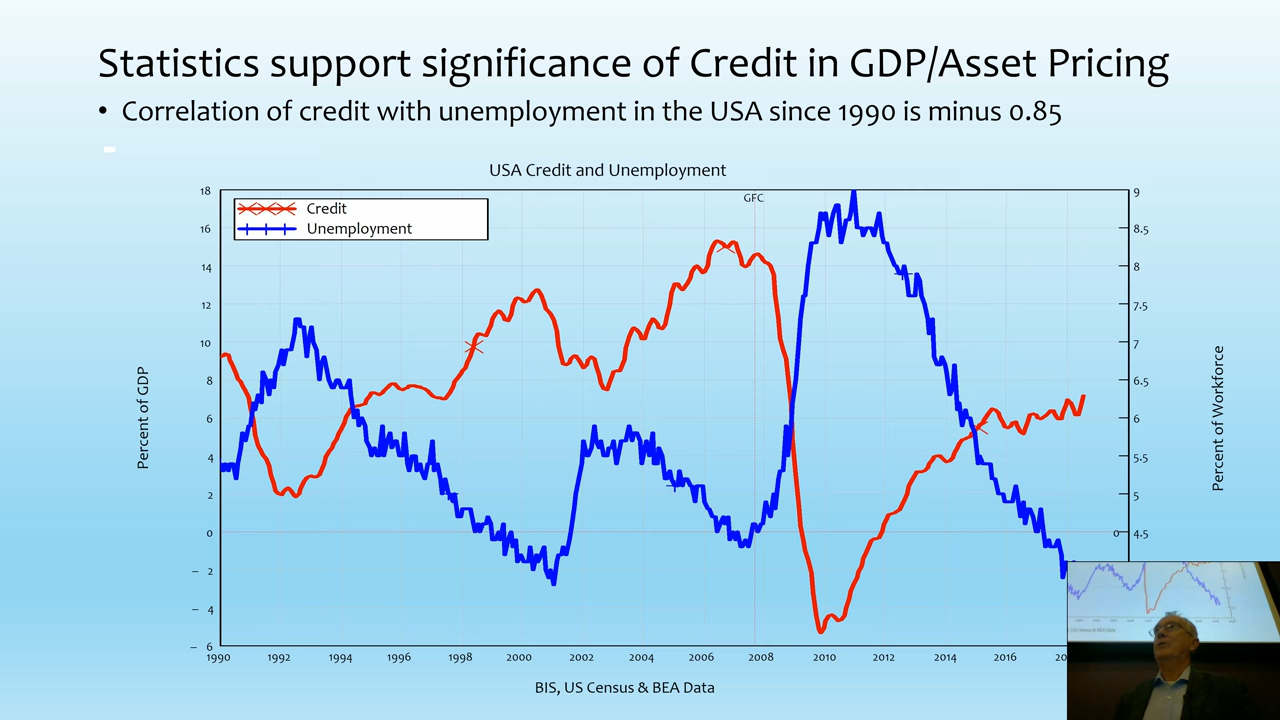 Statistics support significance of Credit in GDP/Asset Pricing
• Correlation of credit with unemployment in the USA since 1990 is minus 0.85
USA Credit and Unemployment
GFC
Credit
Unemployment
18
16
14
12
10
8
6
4
2
0
– 2
– 4
– 6
Percent of GDP
9
8.5
8
7.5
7
6.5
6
5.5
5
0 4.5
Percent of Workforce
1990 1992 1994 1996 1998 2000 2002 2004 2006 2008 2010 2012 2014 2016
BIS, US Census & BEA Data